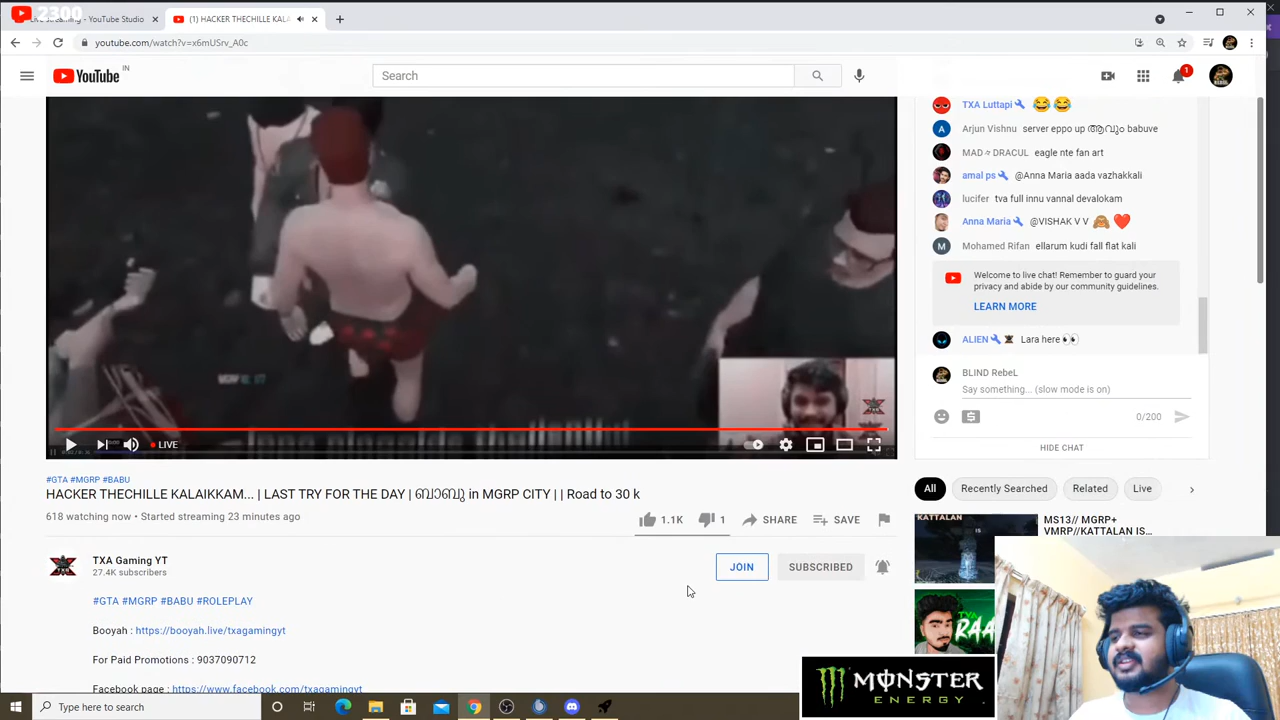 2300
Live streaming - YouTube Studio
(1) HACKER THECHILLE KALA
youtube.com/watch?v=x6mUSrv_A0c
YouTube IN
Search
1
TXA Luttapi 😂😂
Arjun Vishnu server eppo up ആവും babuve
MAD DRACUL eagle nte fan art
amal ps @Anna Maria aada vazhakkali
lucifer tva full innu vannal devalokam
Anna Maria @VISHAK V V 🙈❤️
Mohamed Rifan ellarum kudi fall flat kali
Welcome to live chat! Remember to guard your
privacy and abide by our community guidelines.
LEARN MORE
ALIEN Lara here 👀
BLIND RebeL
Say something... (slow mode is on)
0/200
HIDE CHAT
LIVE
#GTA #MGRP #BABU
HACKER THECHILLE KALAIKKAM... | LAST TRY FOR THE DAY | ബാബു in MGRP CITY | | Road to 30 k
618 watching now • Started streaming 23 minutes ago
1.1K 1 SHARE SAVE
TXA Gaming YT
27.4K subscribers
JOIN SUBSCRIBED
#GTA #MGRP #BABU #ROLEPLAY
Booyah : https://booyah.live/txagamingyt
For Paid Promotions : 9037090712
Facebook page : https://www.facebook.com/txagamingyt
All Recently Searched Related Live
KATTALAN IS
MS13// MGRP+
VMRP//KATTALAN IS...
TVA
RAA
MONSTER
ENERGY
Type here to search